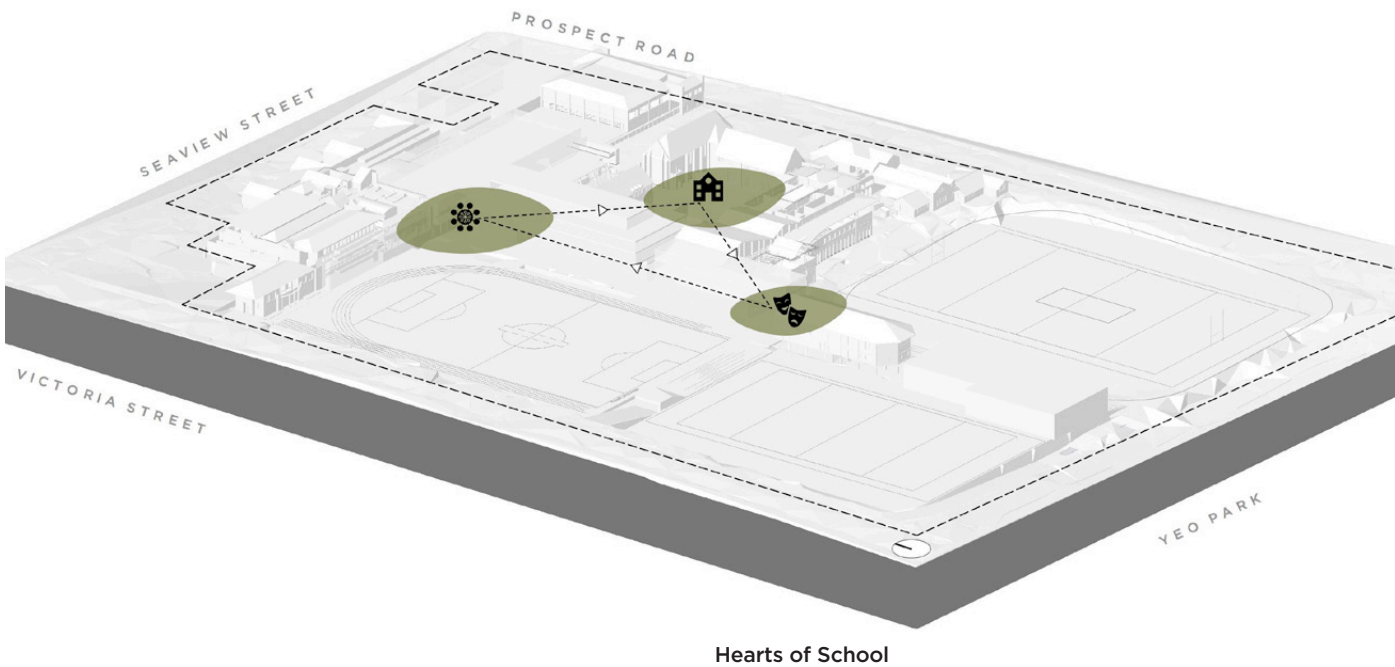 PROSPECT ROAD
SEAVIEW STREET
VICTORIA STREET
YEO PARK
Hearts of School